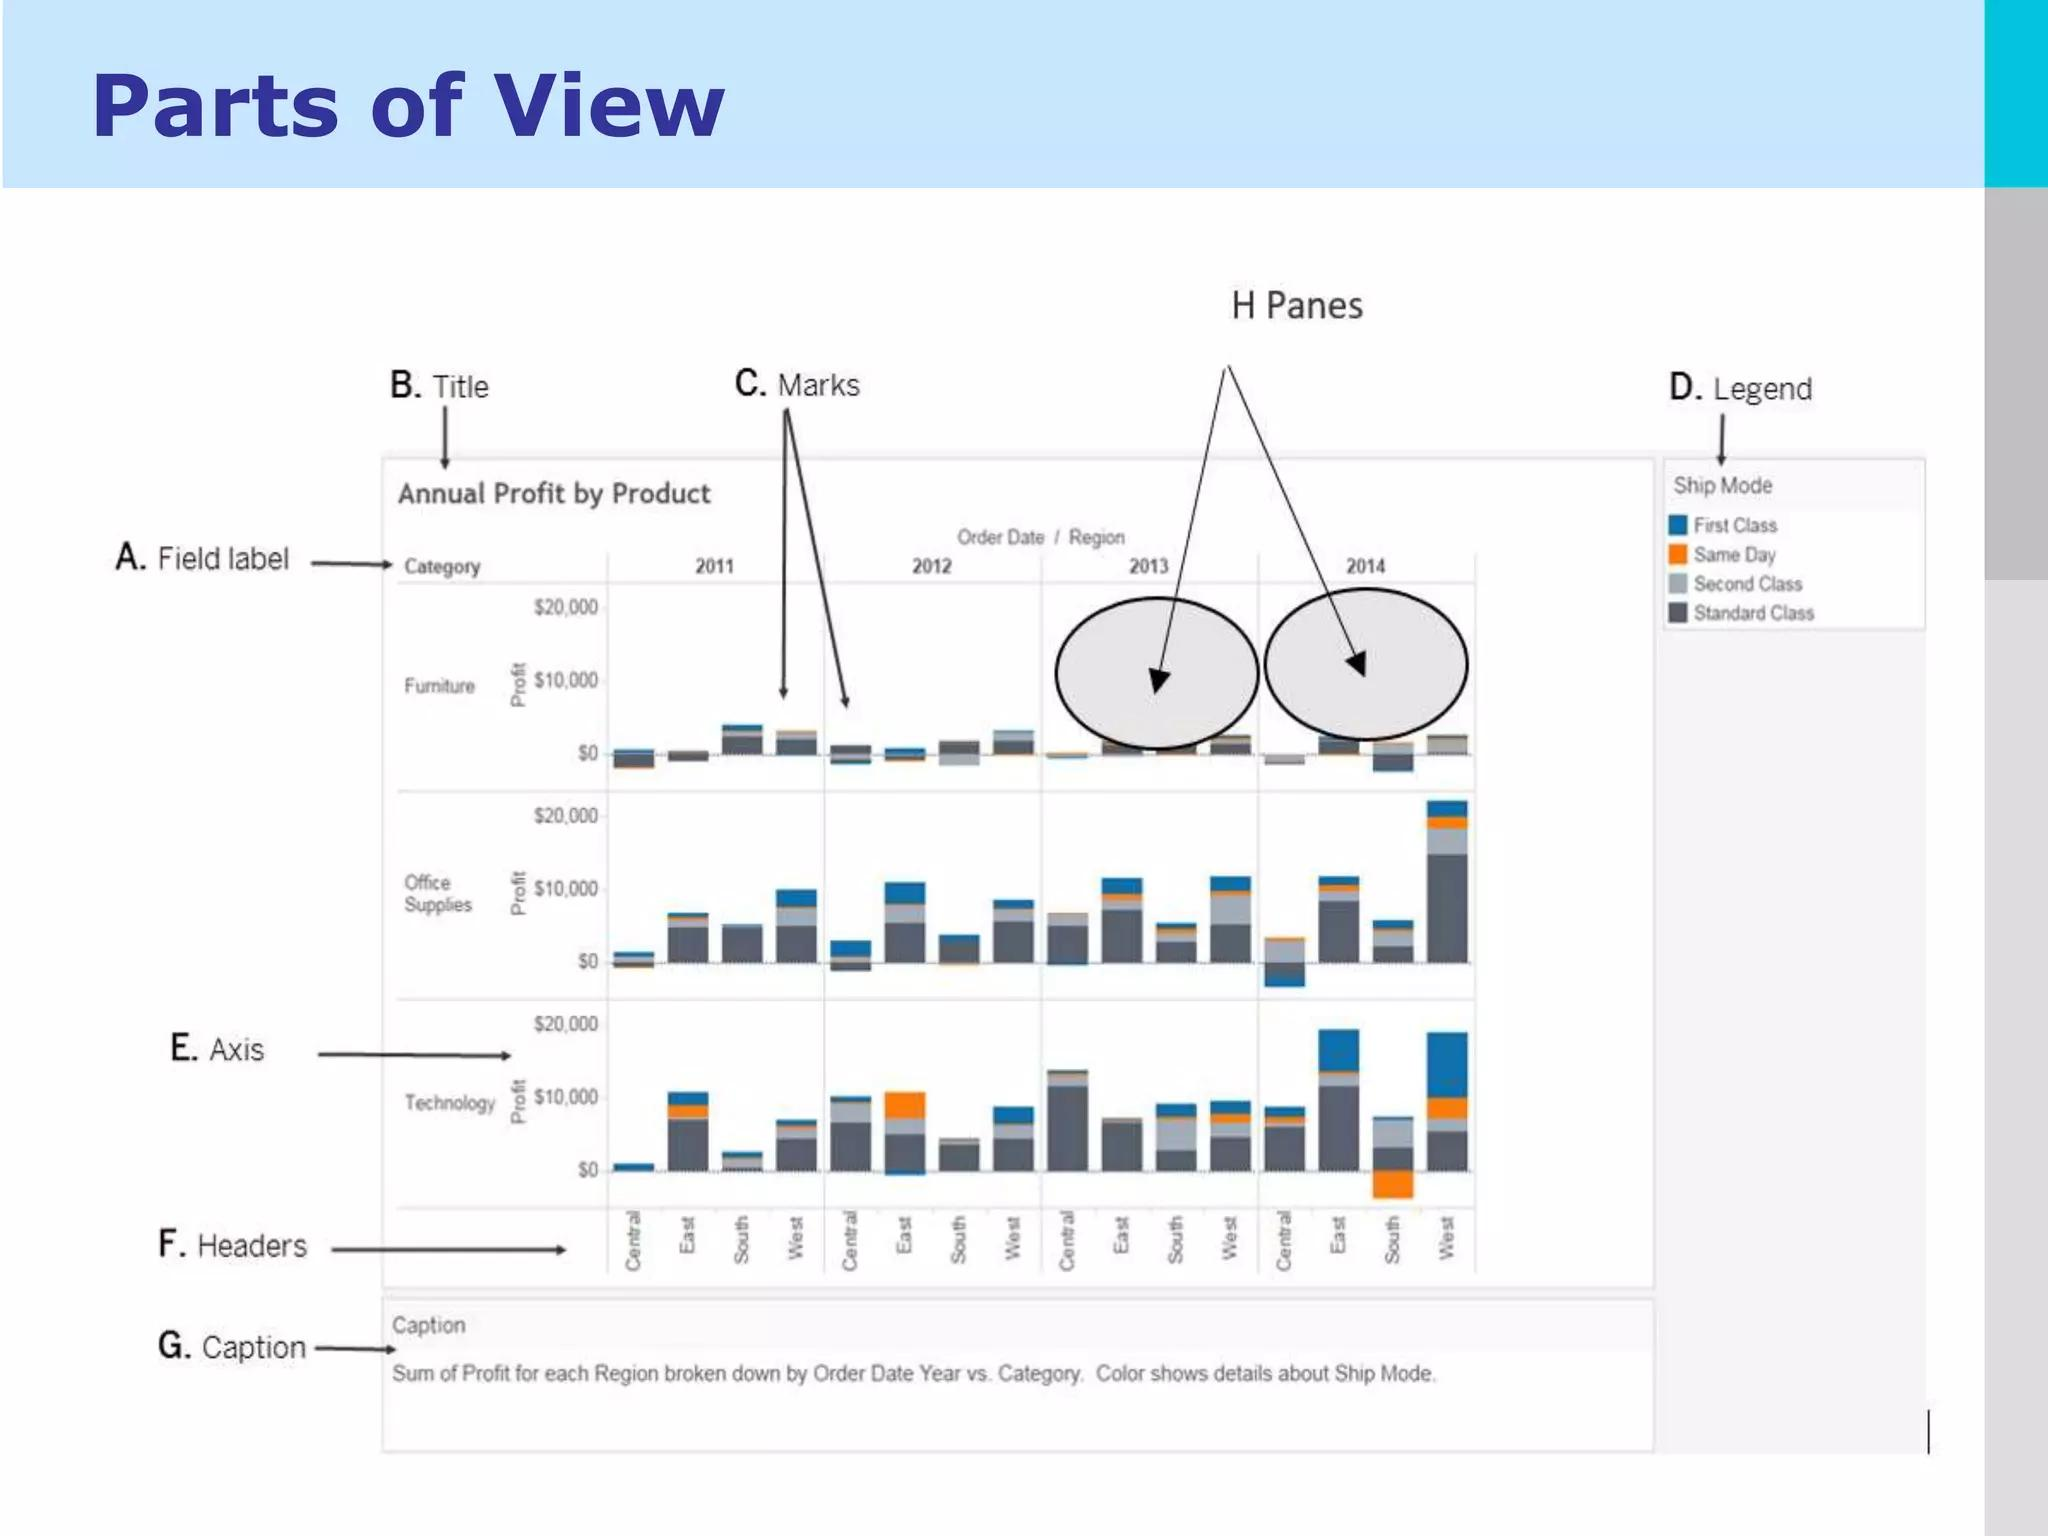 Parts of View
H Panes
B. Title
C. Marks
D. Legend
Annual Profit by Product
Ship Mode
First Class
Same Day
Second Class
Standard Class
Order Date / Region
A. Field label
Category 2011 2012 2013 2014
$20,000
Furniture Profit $10,000
$0
$20,000
Office
Supplies Profit $10,000
$0
$20,000
E. Axis
Technology Profit $10,000
$0
F. Headers
Central East South West Central East South West Central East South West Central East South West
G. Caption
Caption
Sum of Profit for each Region broken down by Order Date Year vs. Category. Color shows details about Ship Mode.